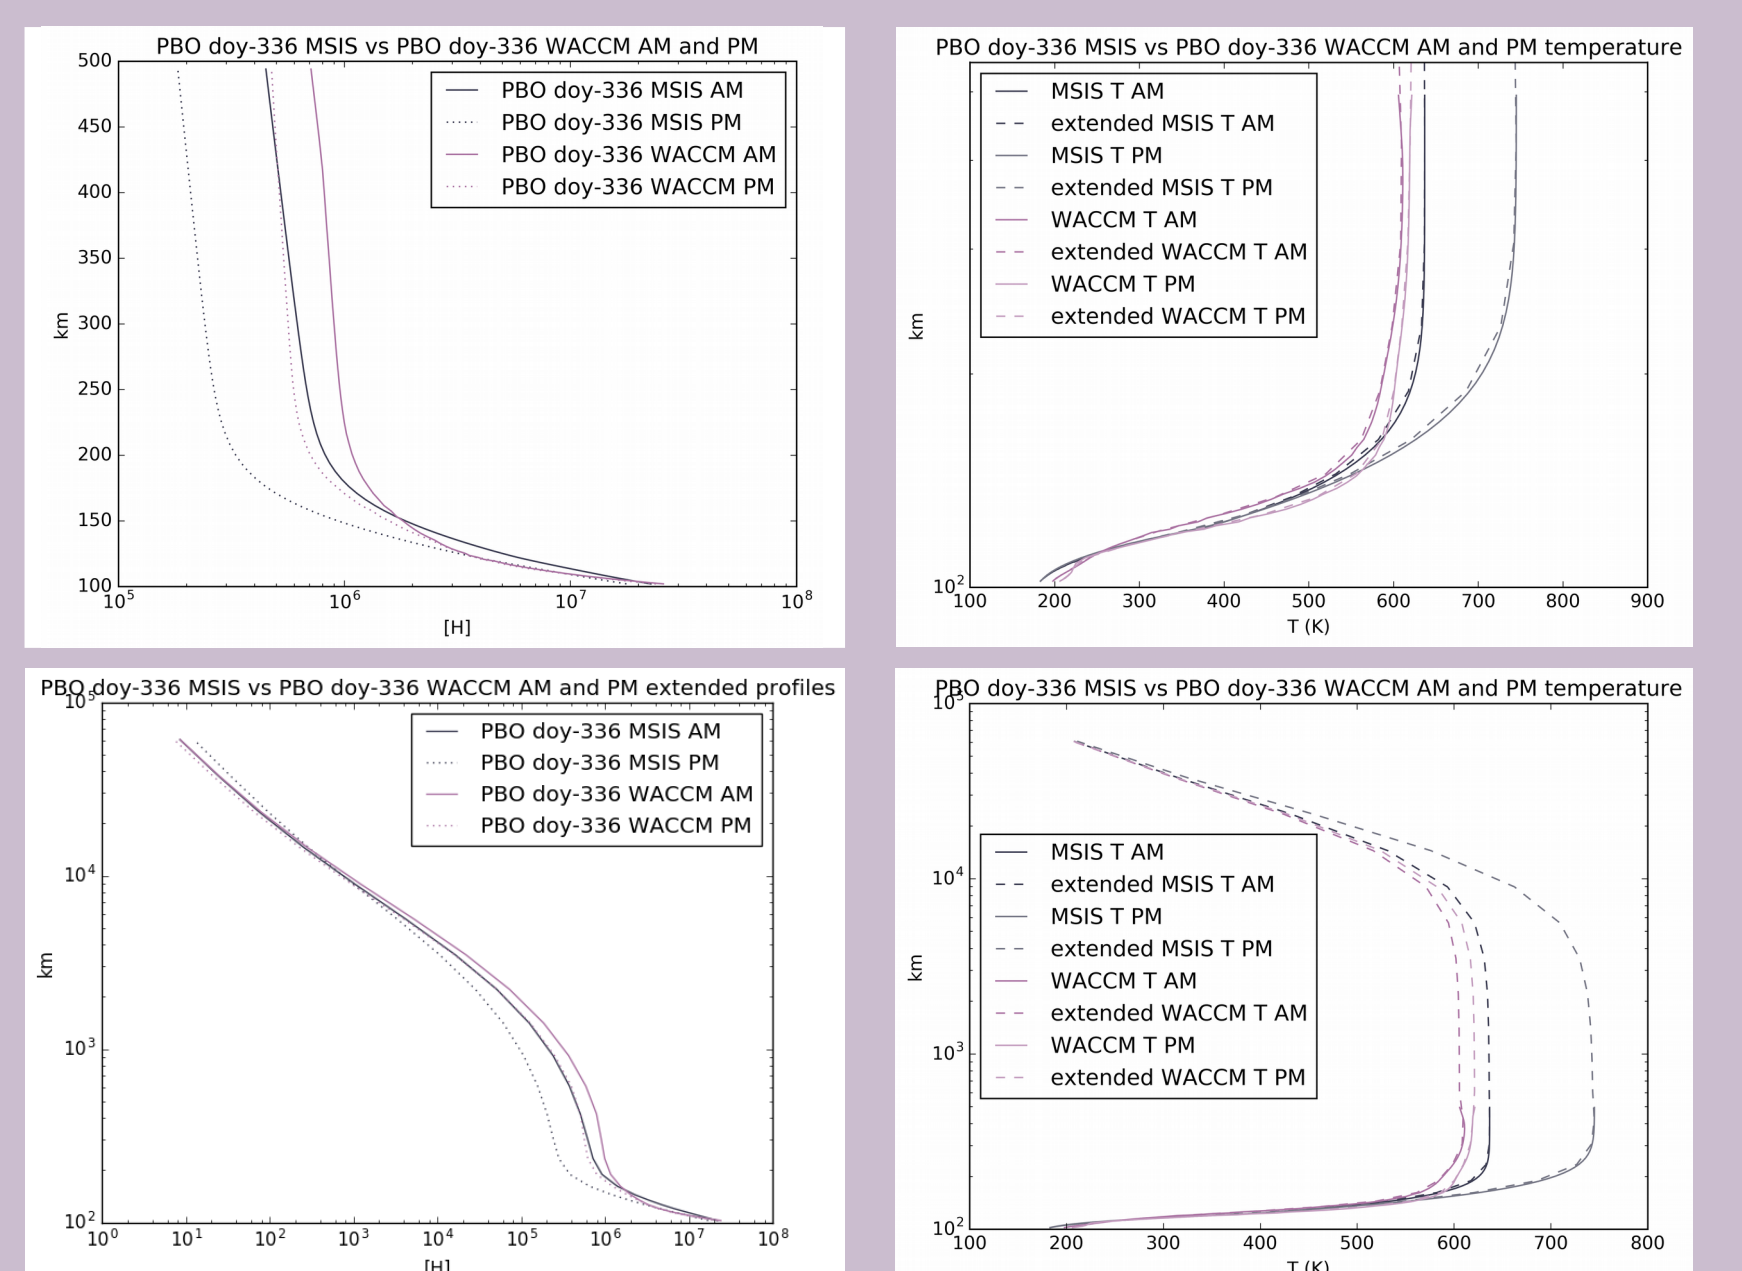 PBO doy-336 MSIS vs PBO doy-336 WACCM AM and PM
500
450
400
350
300
250
200
150
100
km
PBO doy-336 MSIS AM
PBO doy-336 MSIS PM
PBO doy-336 WACCM AM
PBO doy-336 WACCM PM
10^5 10^6 10^7 10^8
[H]
PBO doy-336 MSIS vs PBO doy-336 WACCM AM and PM temperature
MSIS T AM
extended MSIS T AM
MSIS T PM
extended MSIS T PM
WACCM T AM
extended WACCM T AM
WACCM T PM
extended WACCM T PM
km
10^2
100 200 300 400 500 600 700 800 900
T (K)
PBO doy-336 MSIS vs PBO doy-336 WACCM AM and PM extended profiles
10^5
10^4
10^3
10^2
km
PBO doy-336 MSIS AM
PBO doy-336 MSIS PM
PBO doy-336 WACCM AM
PBO doy-336 WACCM PM
10^0 10^1 10^2 10^3 10^4 10^5 10^6 10^7 10^8
[H]
PBO doy-336 MSIS vs PBO doy-336 WACCM AM and PM temperature
10^5
10^4
10^3
10^2
km
MSIS T AM
extended MSIS T AM
MSIS T PM
extended MSIS T PM
WACCM T AM
extended WACCM T AM
WACCM T PM
extended WACCM T PM
100 200 300 400 500 600 700 800
T (K)